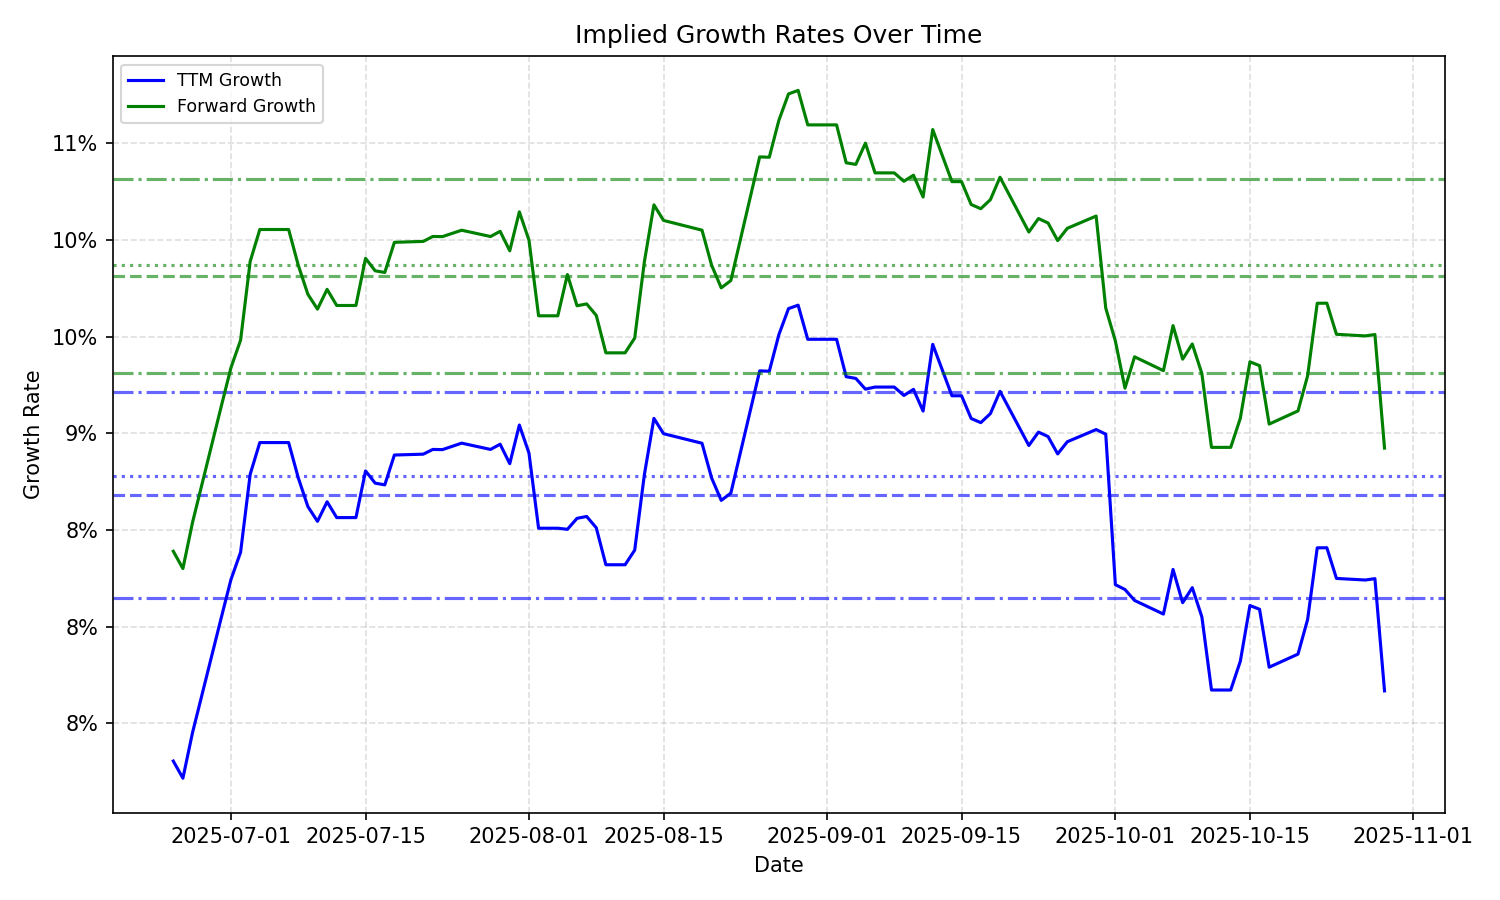 Implied Growth Rates Over Time
TTM Growth
Forward Growth
11%
10%
10%
9%
8%
8%
8%
Growth Rate
2025-07-01 2025-07-15 2025-08-01 2025-08-15 2025-09-01 2025-09-15 2025-10-01 2025-10-15 2025-11-01
Date